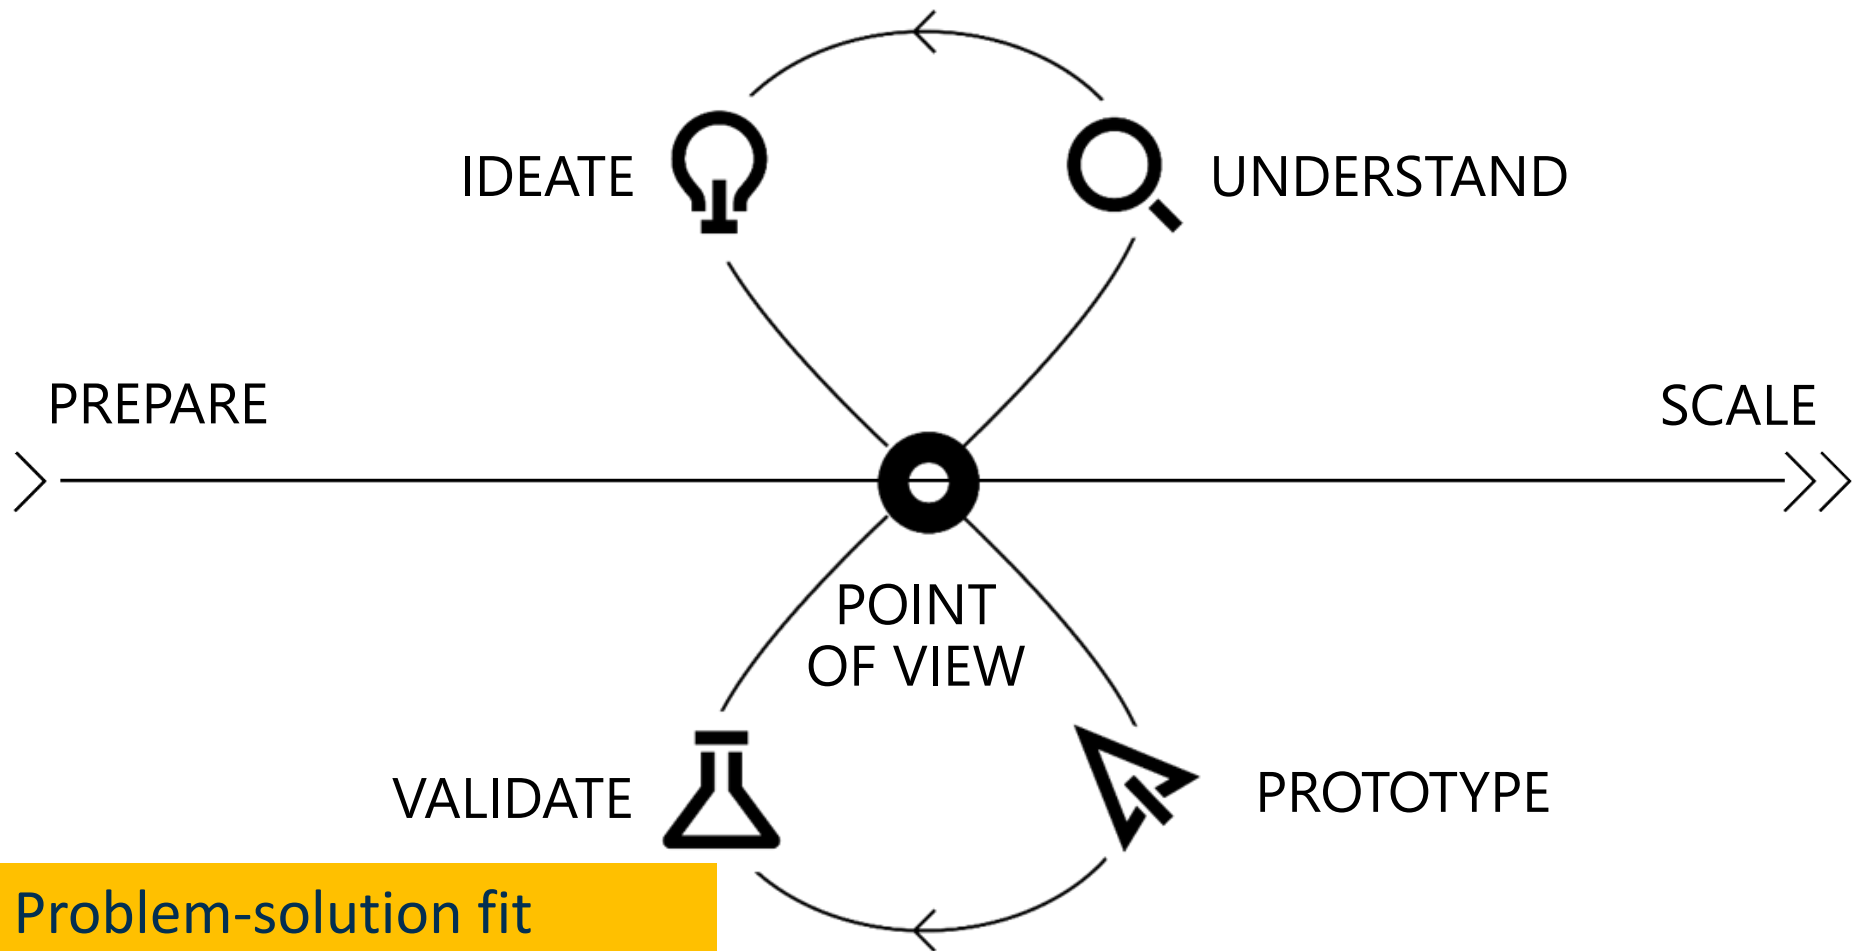 IDEATE
UNDERSTAND
PREPARE
SCALE
POINT
OF VIEW
VALIDATE
PROTOTYPE
Problem-solution fit